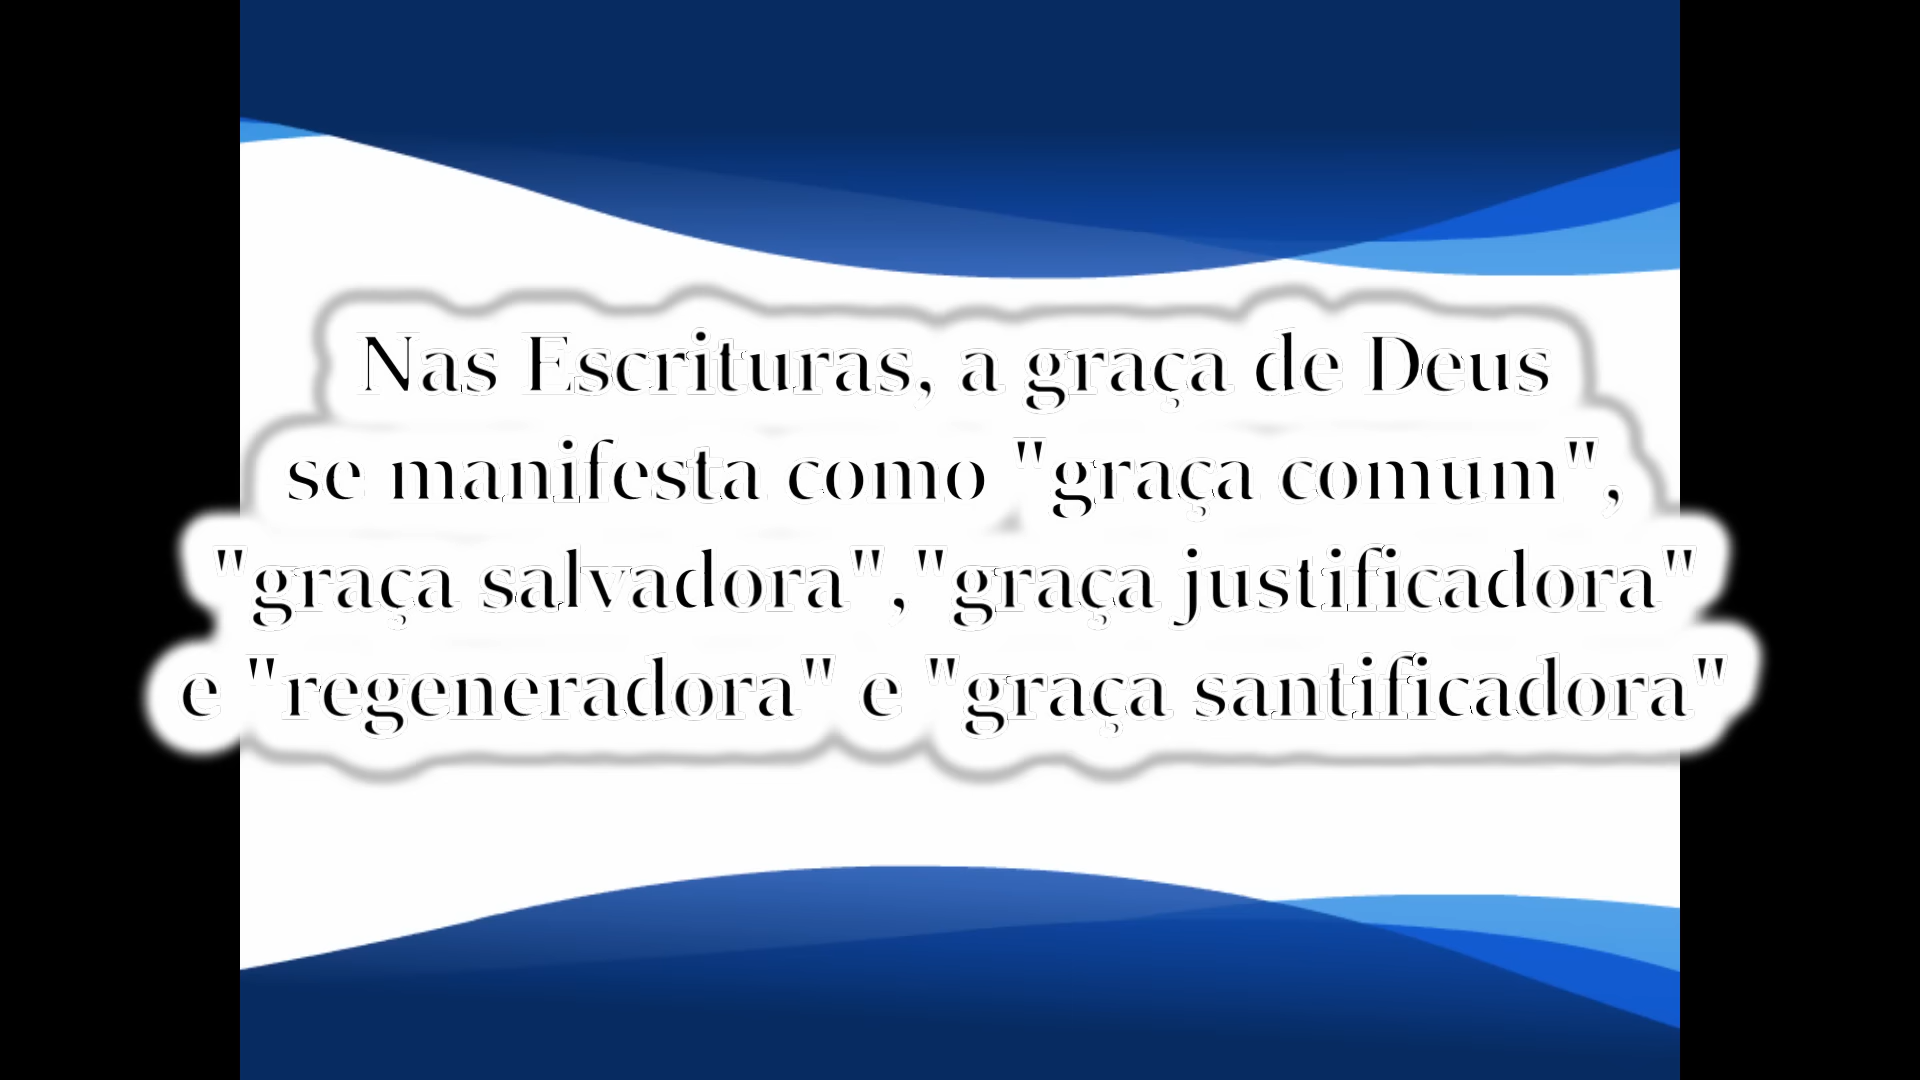 Nas Escrituras, a graça de Deus
se manifesta como "graça comum",
"graça salvadora","graça justificadora"
e "regeneradora" e "graça santificadora"